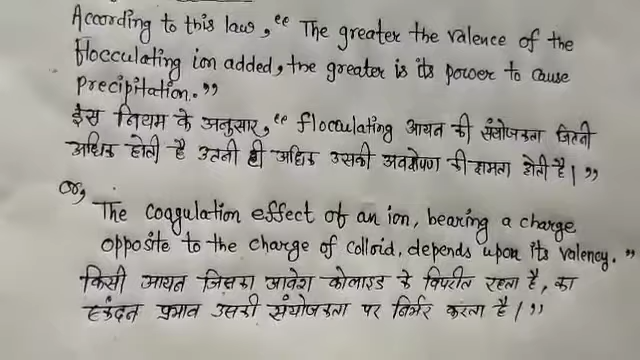 According to this law, " The greater the valence of the
flocculating ion added, the greater is its power to cause
Precipitation."
इस नियम के अनुसार, " flocculating आयन की संयोजकता जितनी
अधिक होती है उतनी ही अधिक उसकी अवक्षेपण की क्षमता होती है। "
Or,
The coagulation effect of an ion, bearing a charge
opposite to the charge of colloid, depends upon its valency. "
किसी आयन जिसका आवेश कोलाइड के विपरीत रहता है, का
स्कंदन प्रभाव उसकी संयोजकता पर निर्भर करता है। "